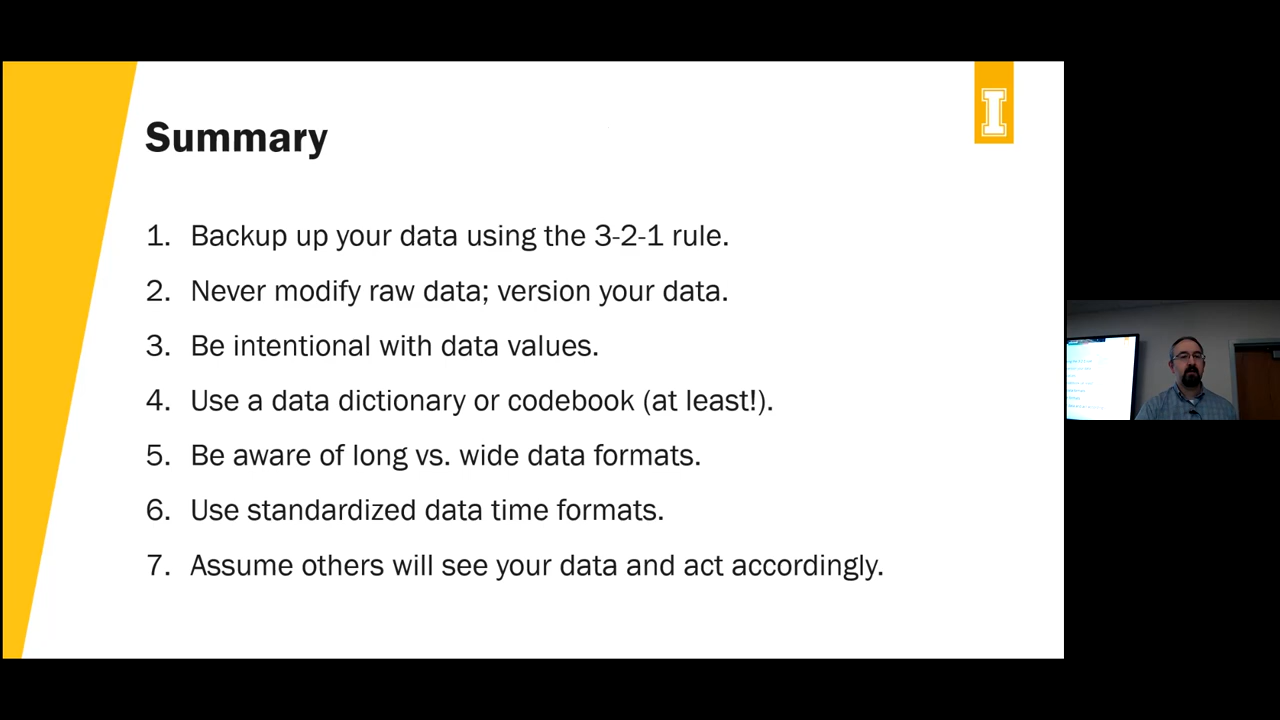 I
Summary
1. Backup up your data using the 3-2-1 rule.
2. Never modify raw data; version your data.
3. Be intentional with data values.
4. Use a data dictionary or codebook (at least!).
5. Be aware of long vs. wide data formats.
6. Use standardized data time formats.
7. Assume others will see your data and act accordingly.